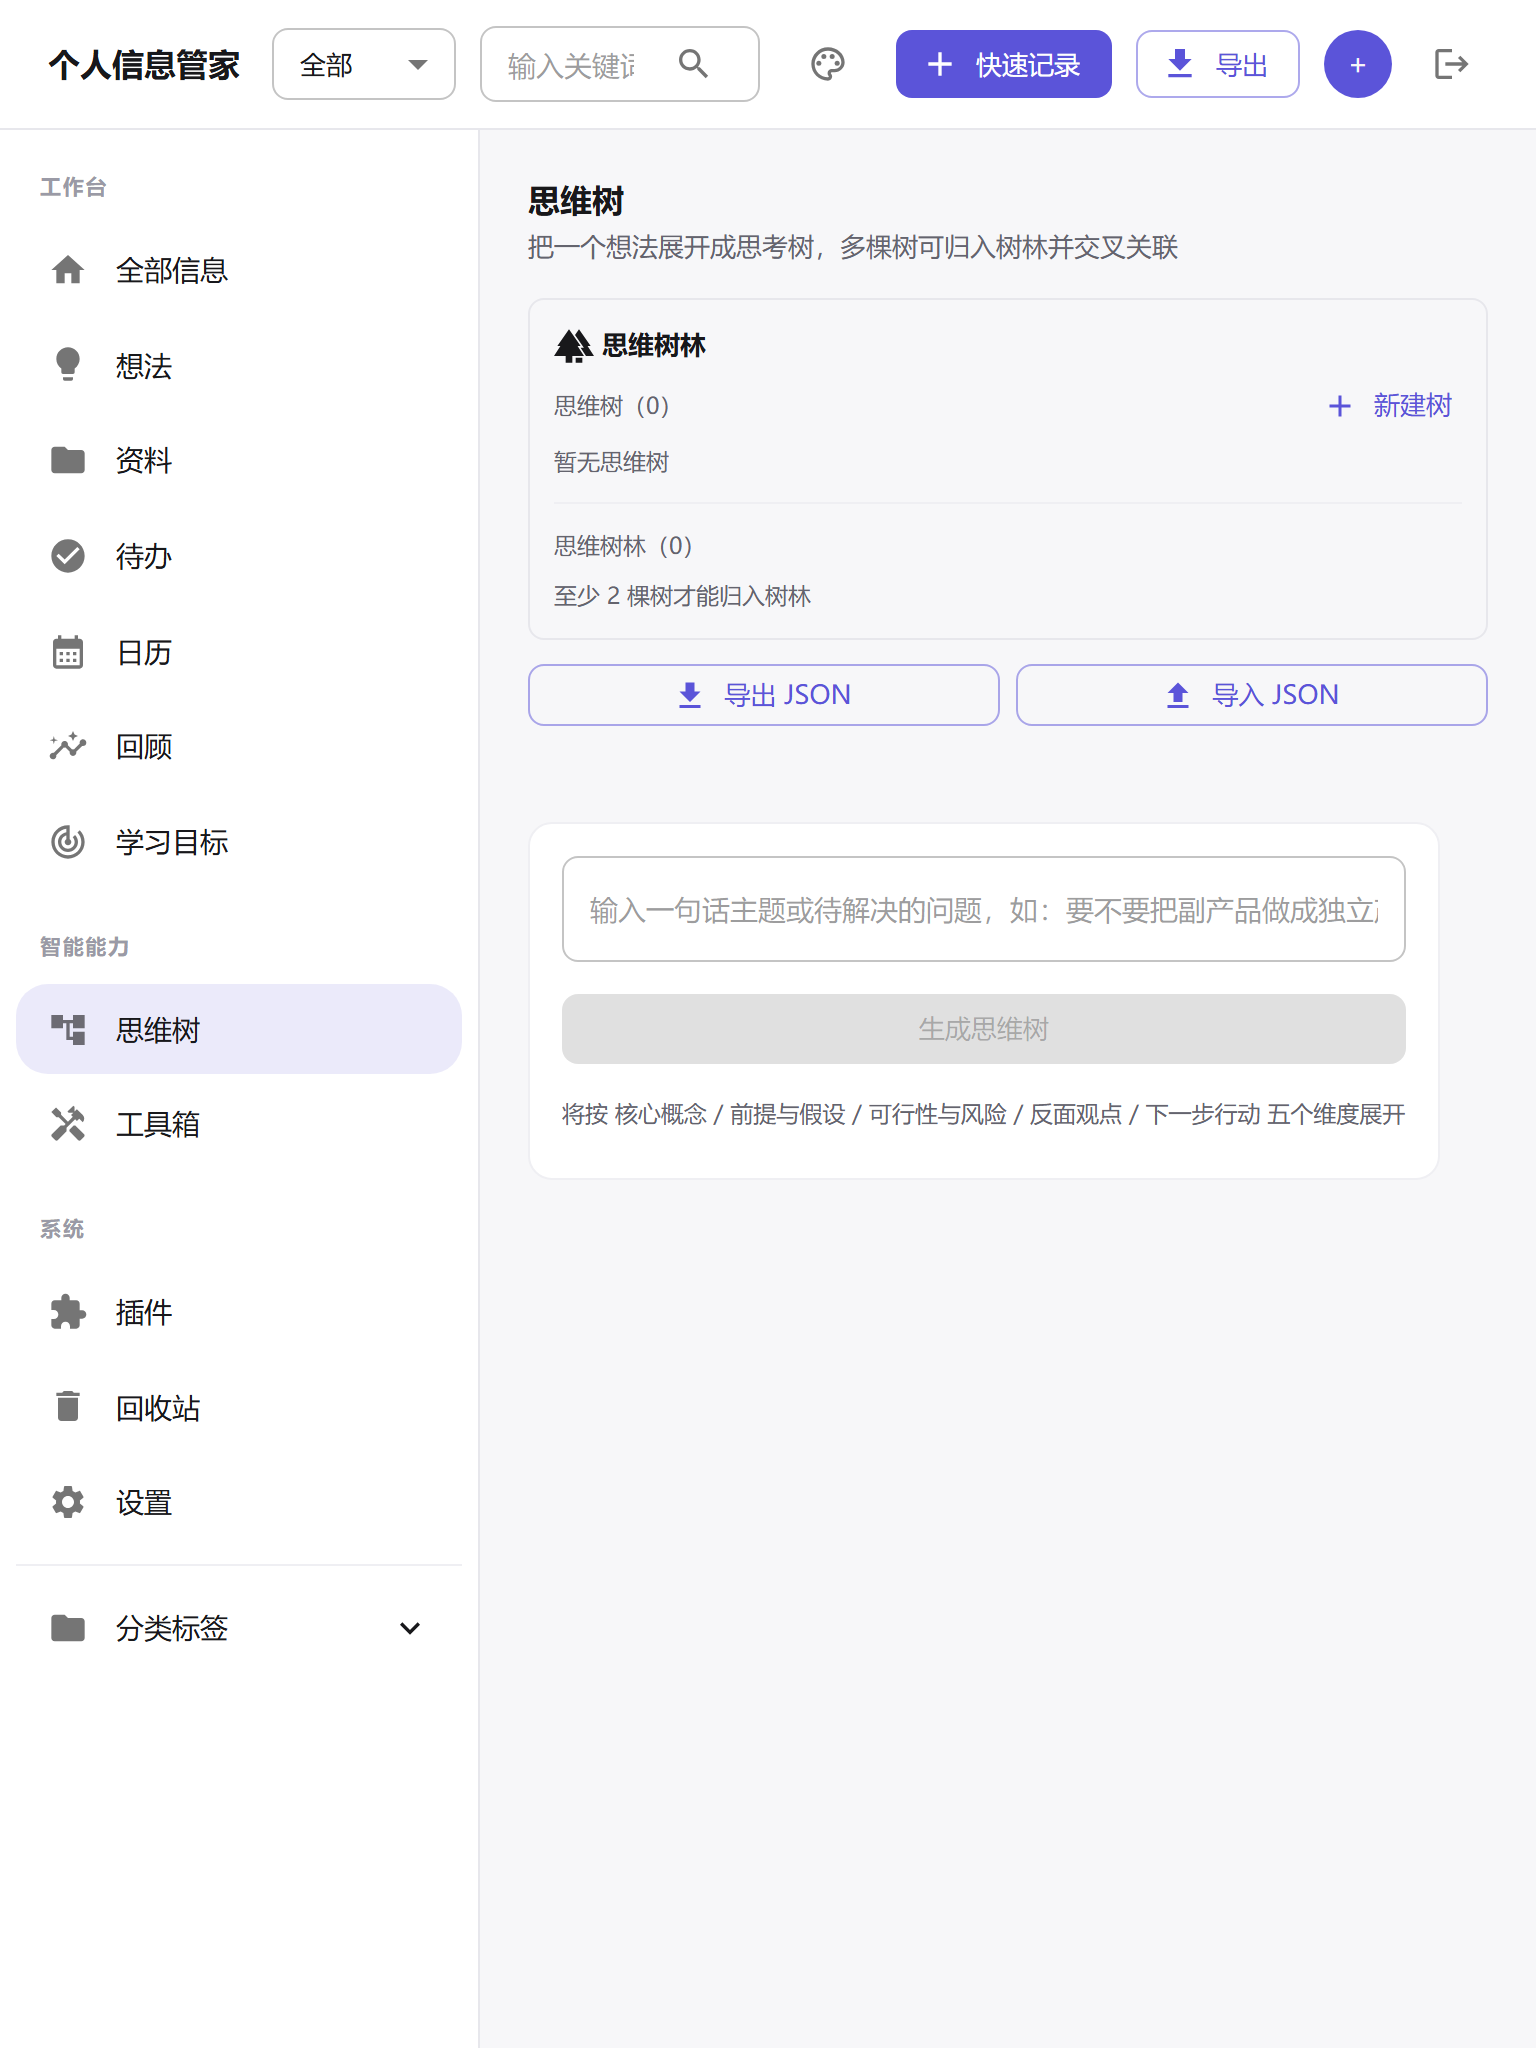 个人信息管家
全部
输入关键
快速记录
导出
+
工作台
全部信息
想法
资料
待办
日历
回顾
学习目标
智能能力
思维树
工具箱
系统
插件
回收站
设置
分类标签
思维树
把一个想法展开成思考树，多棵树可归入树林并交叉关联
思维树林
思维树（0）
新建树
暂无思维树
思维树林（0）
至少 2 棵树才能归入树林
导出 JSON
导入 JSON
输入一句话主题或待解决的问题，如：要不要把副产品做成独立
生成思维树
将按 核心概念 / 前提与假设 / 可行性与风险 / 反面观点 / 下一步行动 五个维度展开